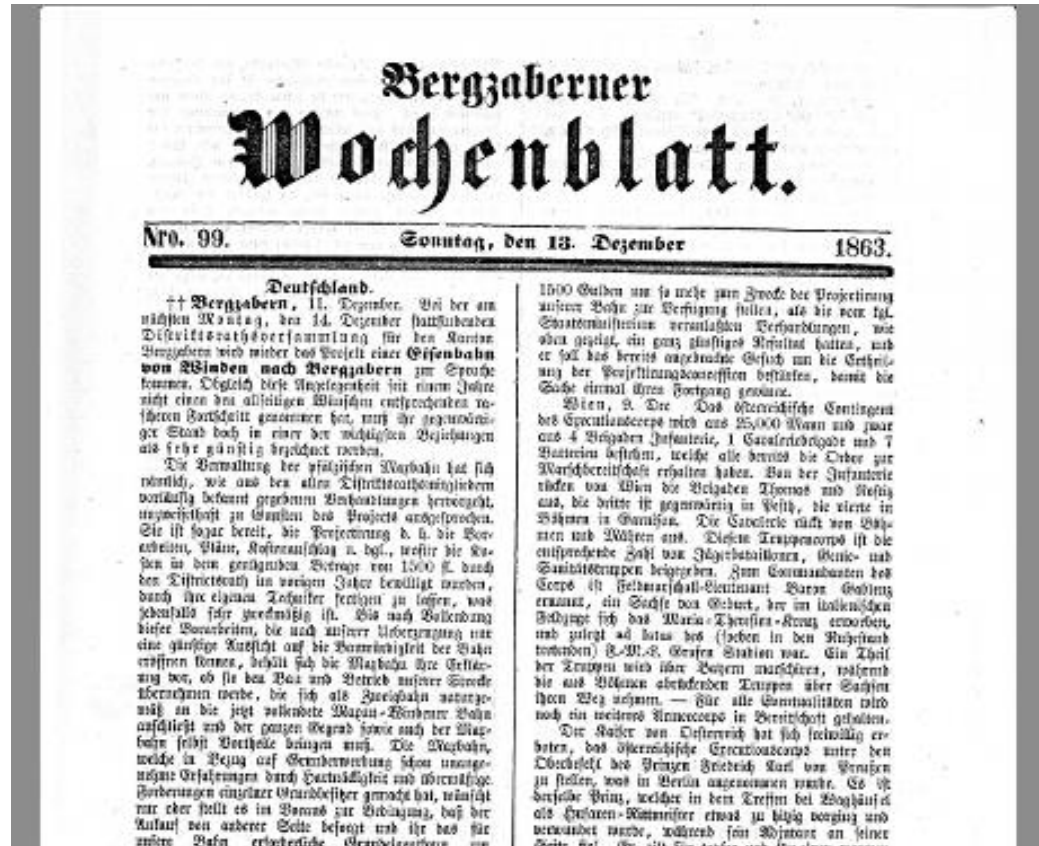 Bergzaberner
Wochenblatt.
Nro. 99.
Sonntag, den 13. Dezember
1863.
Deutschland.
†† Bergzabern, 11. Dezember. Bei der am
nächsten Montag, den 14. Dezember stattfindenden
Distriktsrathsversammlung für den Kanton
Bergzabern wird wieder das Projekt einer Eisenbahn
von Winden nach Bergzabern zur Sprache
kommen. Obgleich diese Angelegenheit seit einem Jahre
nicht einen den allseitigen Wünschen entsprechenden ra-
scheren Fortschritt genommen hat, muß ihr gegenwärti-
ger Stand doch in einer der wichtigsten Beziehungen
als sehr günstig bezeichnet werden.
Die Verwaltung der pfälzischen Maxbahn hat sich
nämlich, wie aus den allen Distriktsrathsmitgliedern
vorläufig bekannt gegebenen Verhandlungen hervorgeht,
unzweifelhaft zu Gunsten des Projects ausgesprochen.
Sie ist sogar bereit, die Projectirung d. h. die Vor-
arbeiten, Pläne, Kostenanschlag u. dgl., wofür die Ko-
sten in dem genügenden Betrage von 1500 fl. durch
den Districtsrath im vorigen Jahre bewilligt wurden,
durch ihre eigenen Techniker fertigen zu lassen, was
jedenfalls sehr zweckmäßig ist. Bis nach Vollendung
dieser Vorarbeiten, die nach unserer Ueberzeugung nur
eine günstige Aussicht auf die Bauwürdigkeit der Bahn
eröffnen können, behält sich die Maxbahn ihre Erklär-
ung vor, ob sie den Bau und Betrieb unserer Strecke
übernehmen werde, die sich als Zweigbahn naturge-
mäß an die jetzt vollendete Maxau-Windener Bahn
anschließt und der ganzen Gegend sowie auch der Max-
bahn selbst Vortheile bringen muß. Die Maxbahn,
welche in Bezug auf Grunderwerbung schon unange-
nehme Erfahrungen durch Hartnäckigkeit und übermäßige
Forderungen einzelner Grundbesitzer gemacht hat, wünscht
nur oder stellt es im Voraus zur Bedingung, daß der
Ankauf von anderer Seite besorgt und ihr das für
unsere Bahn erforderliche
1500 Gulden um so mehr zum Zwecke der Projectirung
unserer Bahn zur Verfügung stellen, als die vom kgl.
Staatsministerium veranlaßten Verhandlungen, wie
oben gezeigt, ein ganz günstiges Resultat hatten, und
er soll das bereits angebrachte Gesuch um die Erthei-
lung der Projektirungsconcession bestärken, damit die
Sache einmal ihren Fortgang gewinne.
Wien, 9. Dec. Das österreichische Contingent
des Executionscorps wird aus 25,000 Mann und zwar
aus 4 Brigaden Infanterie, 1 Cavaleriebrigade und 7
Batterien bestehen, welche alle bereits die Ordre zur
Marschbereitschaft erhalten haben. Von der Infanterie
rücken von Wien die Brigaden Thomas und Nostiz
aus, die dritte ist gegenwärtig in Pesth, die vierte in
Böhmen in Garnison. Die Cavalerie rückt von Böh-
men und Mähren aus. Diesem Truppencorps ist die
entsprechende Zahl von Jägerbataillonen, Genie- und
Sanitätstruppen beigegeben. Zum Commandanten des
Corps ist Feldmarschall-Lieutenant Baron Gablenz
ernannt, ein Sachse von Geburt, der im italienischen
Feldzuge sich das Maria-Theresien-Kreuz erworben,
und zuletzt ad latus des (soeben in den Ruhestand
tretenden) F.-M.-L. Grafen Stadion war. Ein Theil
der Truppen wird über Bayern marschiren, während
die aus Böhmen abrückenden Truppen über Sachsen
ihren Weg nehmen. — Für alle Eventualitäten wird
noch ein weiteres Armeecorps in Bereitschaft gehalten.
Der Kaiser von Oesterreich hat sich freiwillig er-
boten, das österreichische Executionscorps unter den
Oberbefehl des Prinzen Friedrich Karl von Preußen
zu stellen, was in Berlin angenommen wurde. Es ist
derselbe Prinz, welcher in dem Treffen bei Waghäusel
als Husaren-Rittmeister etwas zu hitzig vorging und
verwundet wurde, während sein Adjutant an seiner